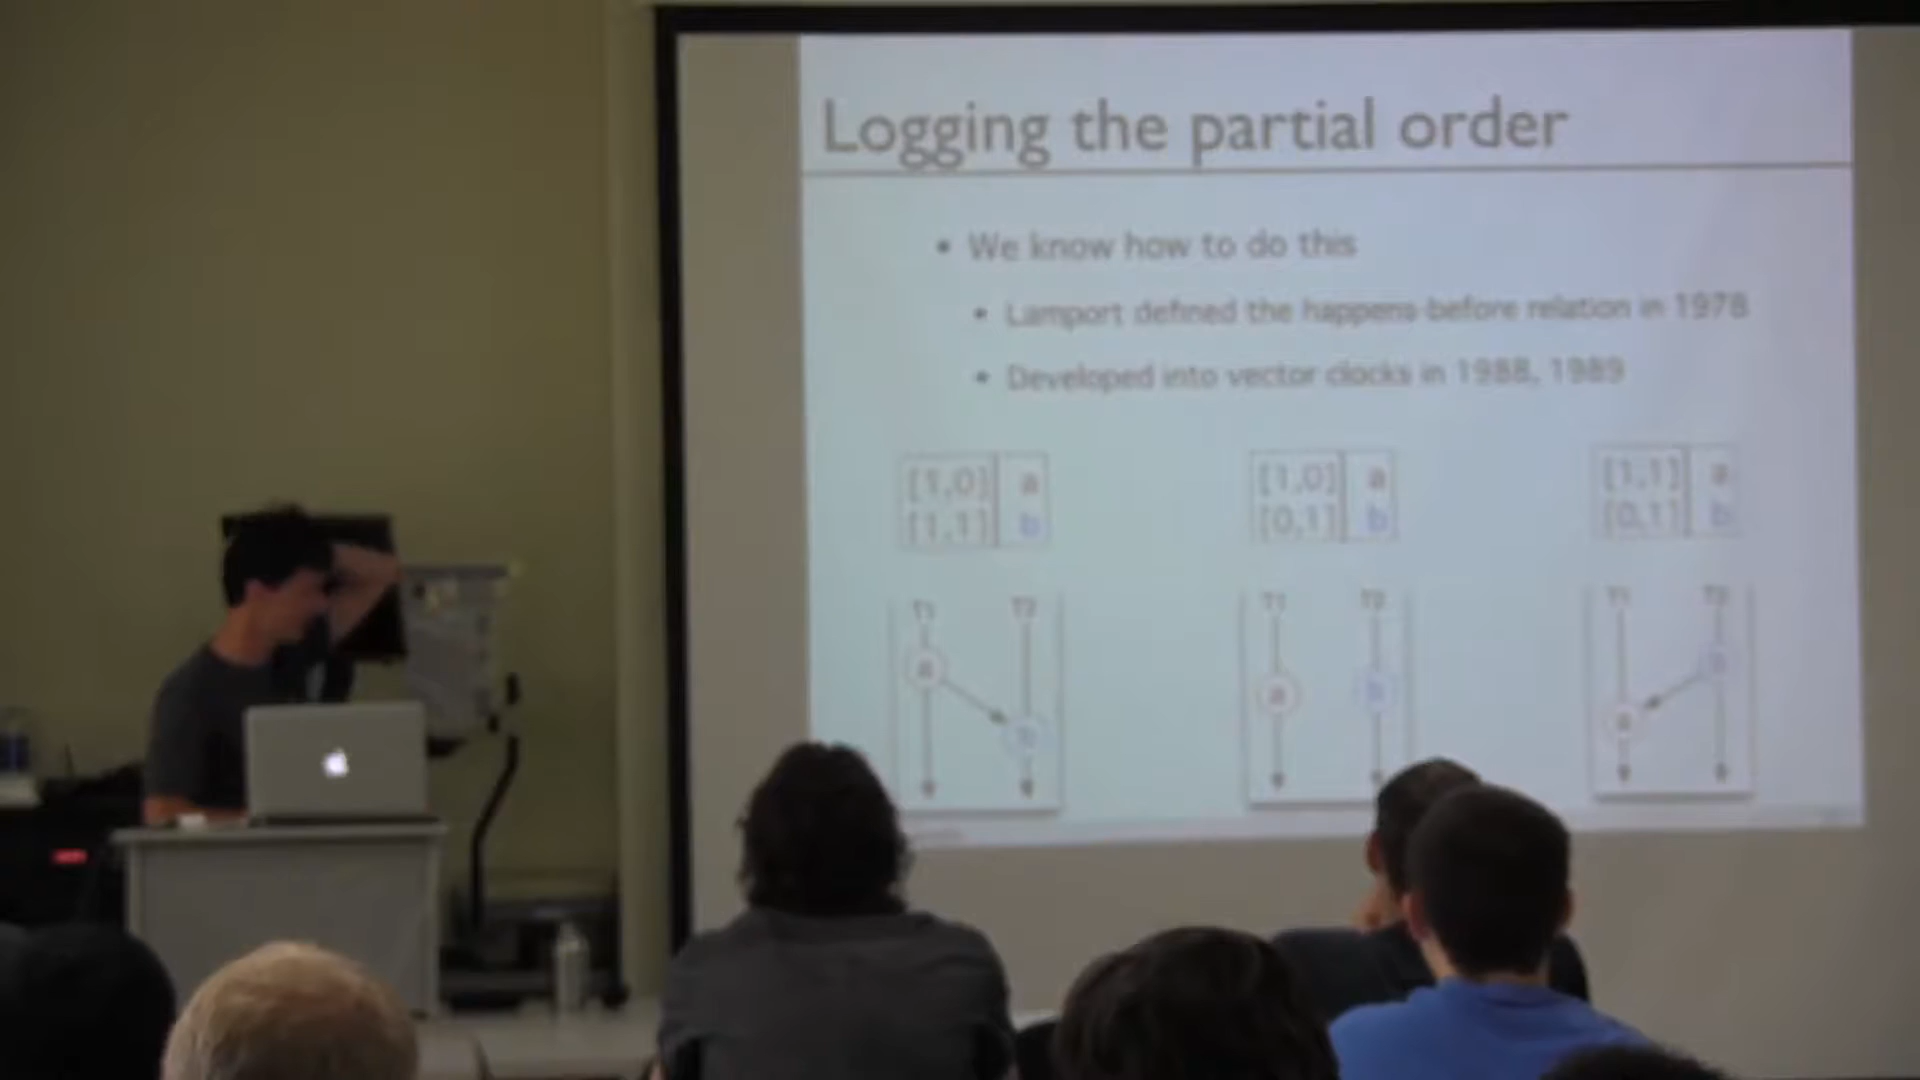 Logging the partial order
• We know how to do this
• Lamport defined the happens-before relation in 1978
• Developed into vector clocks in 1988, 1989
[1,0] a
[1,1] b
[1,0] a
[0,1] b
[1,1] a
[0,1] b
T1 T2
a
T1 T2
a b
T1 T2
a